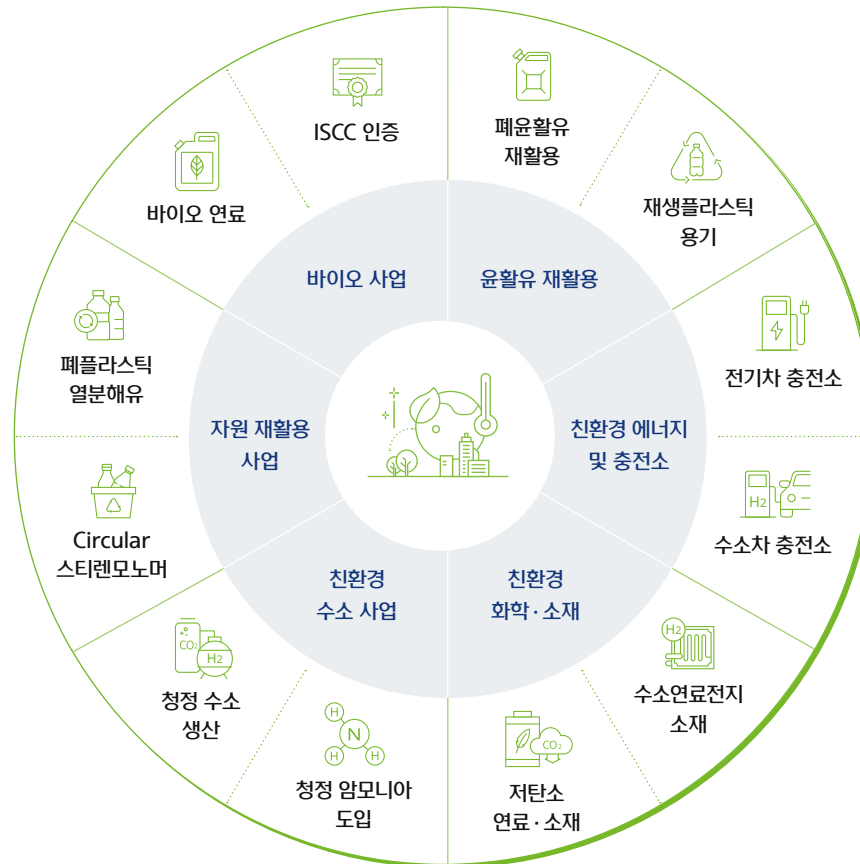 ISCC 인증
폐윤활유
재활용
바이오 연료
재생플라스틱
용기
바이오 사업
윤활유 재활용
폐플라스틱
열분해유
전기차 충전소
자원 재활용
사업
친환경 에너지
및 충전소
Circular
스티렌모노머
H2
수소차 충전소
친환경
수소 사업
친환경
화학·소재
CO2
H2
청정 수소
생산
H2
수소연료전지
소재
H
N
H
H
청정 암모니아
도입
CO2
저탄소
연료·소재